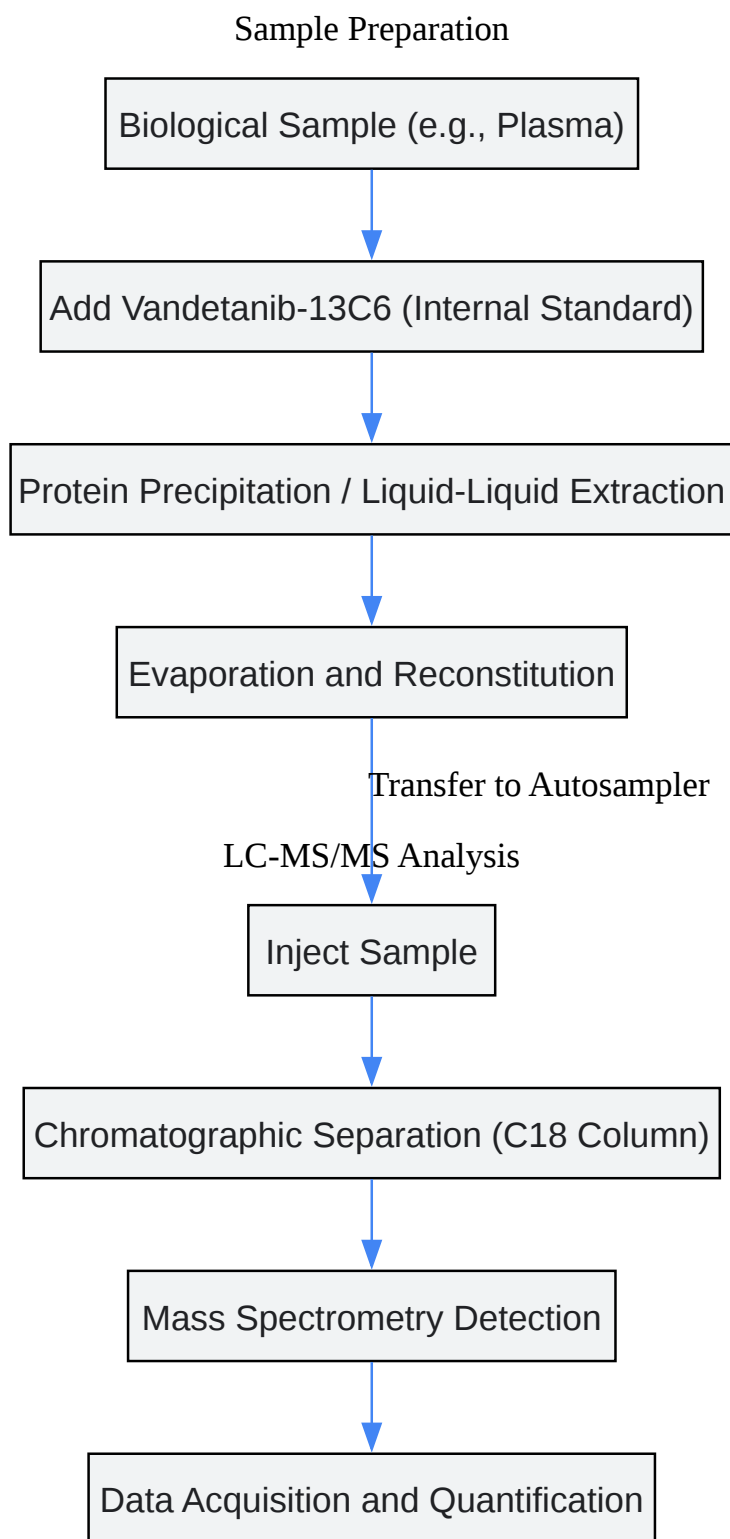 Sample Preparation
Biological Sample (e.g., Plasma)
Add Vandetanib-13C6 (Internal Standard)
Protein Precipitation / Liquid-Liquid Extraction
Evaporation and Reconstitution
Transfer to Autosampler
LC-MS/MS Analysis
Inject Sample
Chromatographic Separation (C18 Column)
Mass Spectrometry Detection
Data Acquisition and Quantification